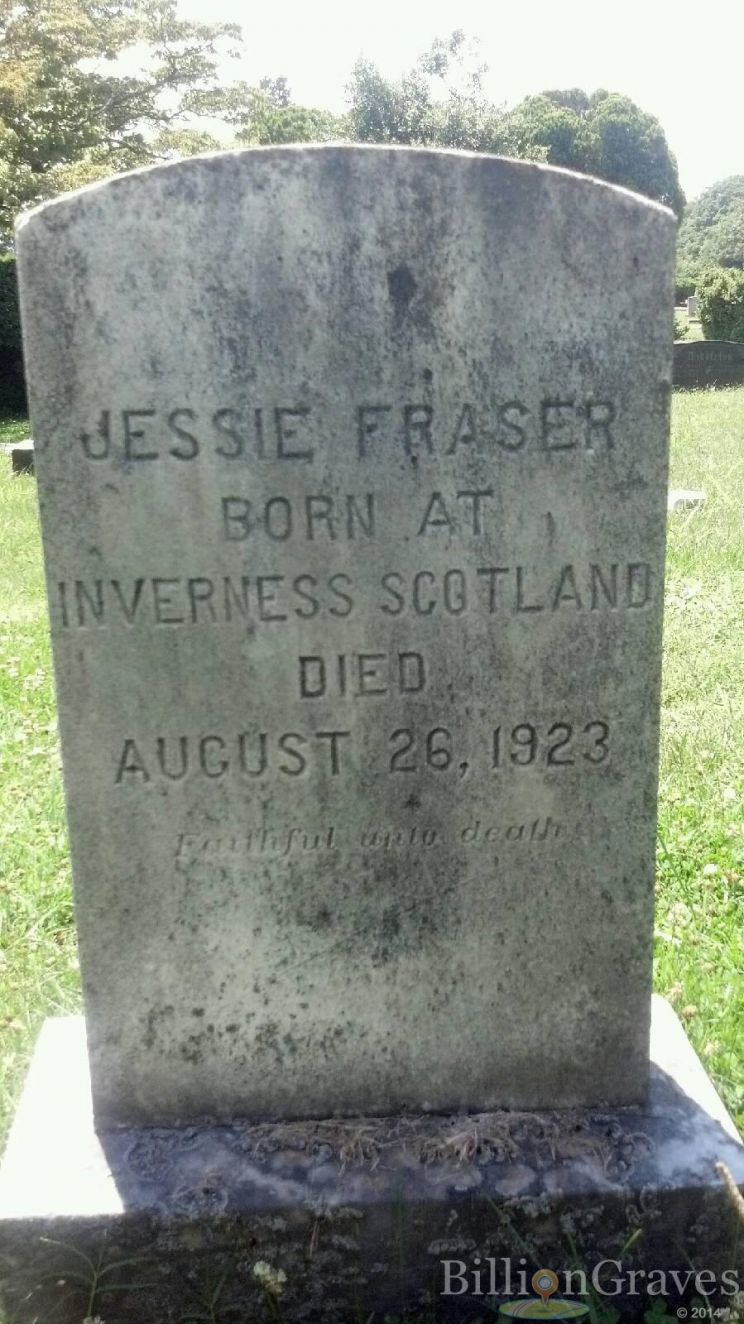 JESSIE FRASER
BORN AT
INVERNESS SCOTLAND
DIED
AUGUST 26, 1923
Faithful unto death
BillionGraves
© 2014